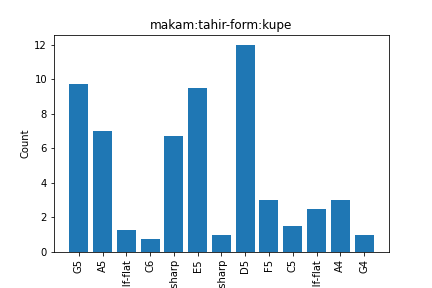 makam:tahir-form:kupe
12
10
8
6
4
2
0
Count
G5
A5
lf-flat
C6
sharp
E5
sharp
D5
F5
C5
lf-flat
A4
G4